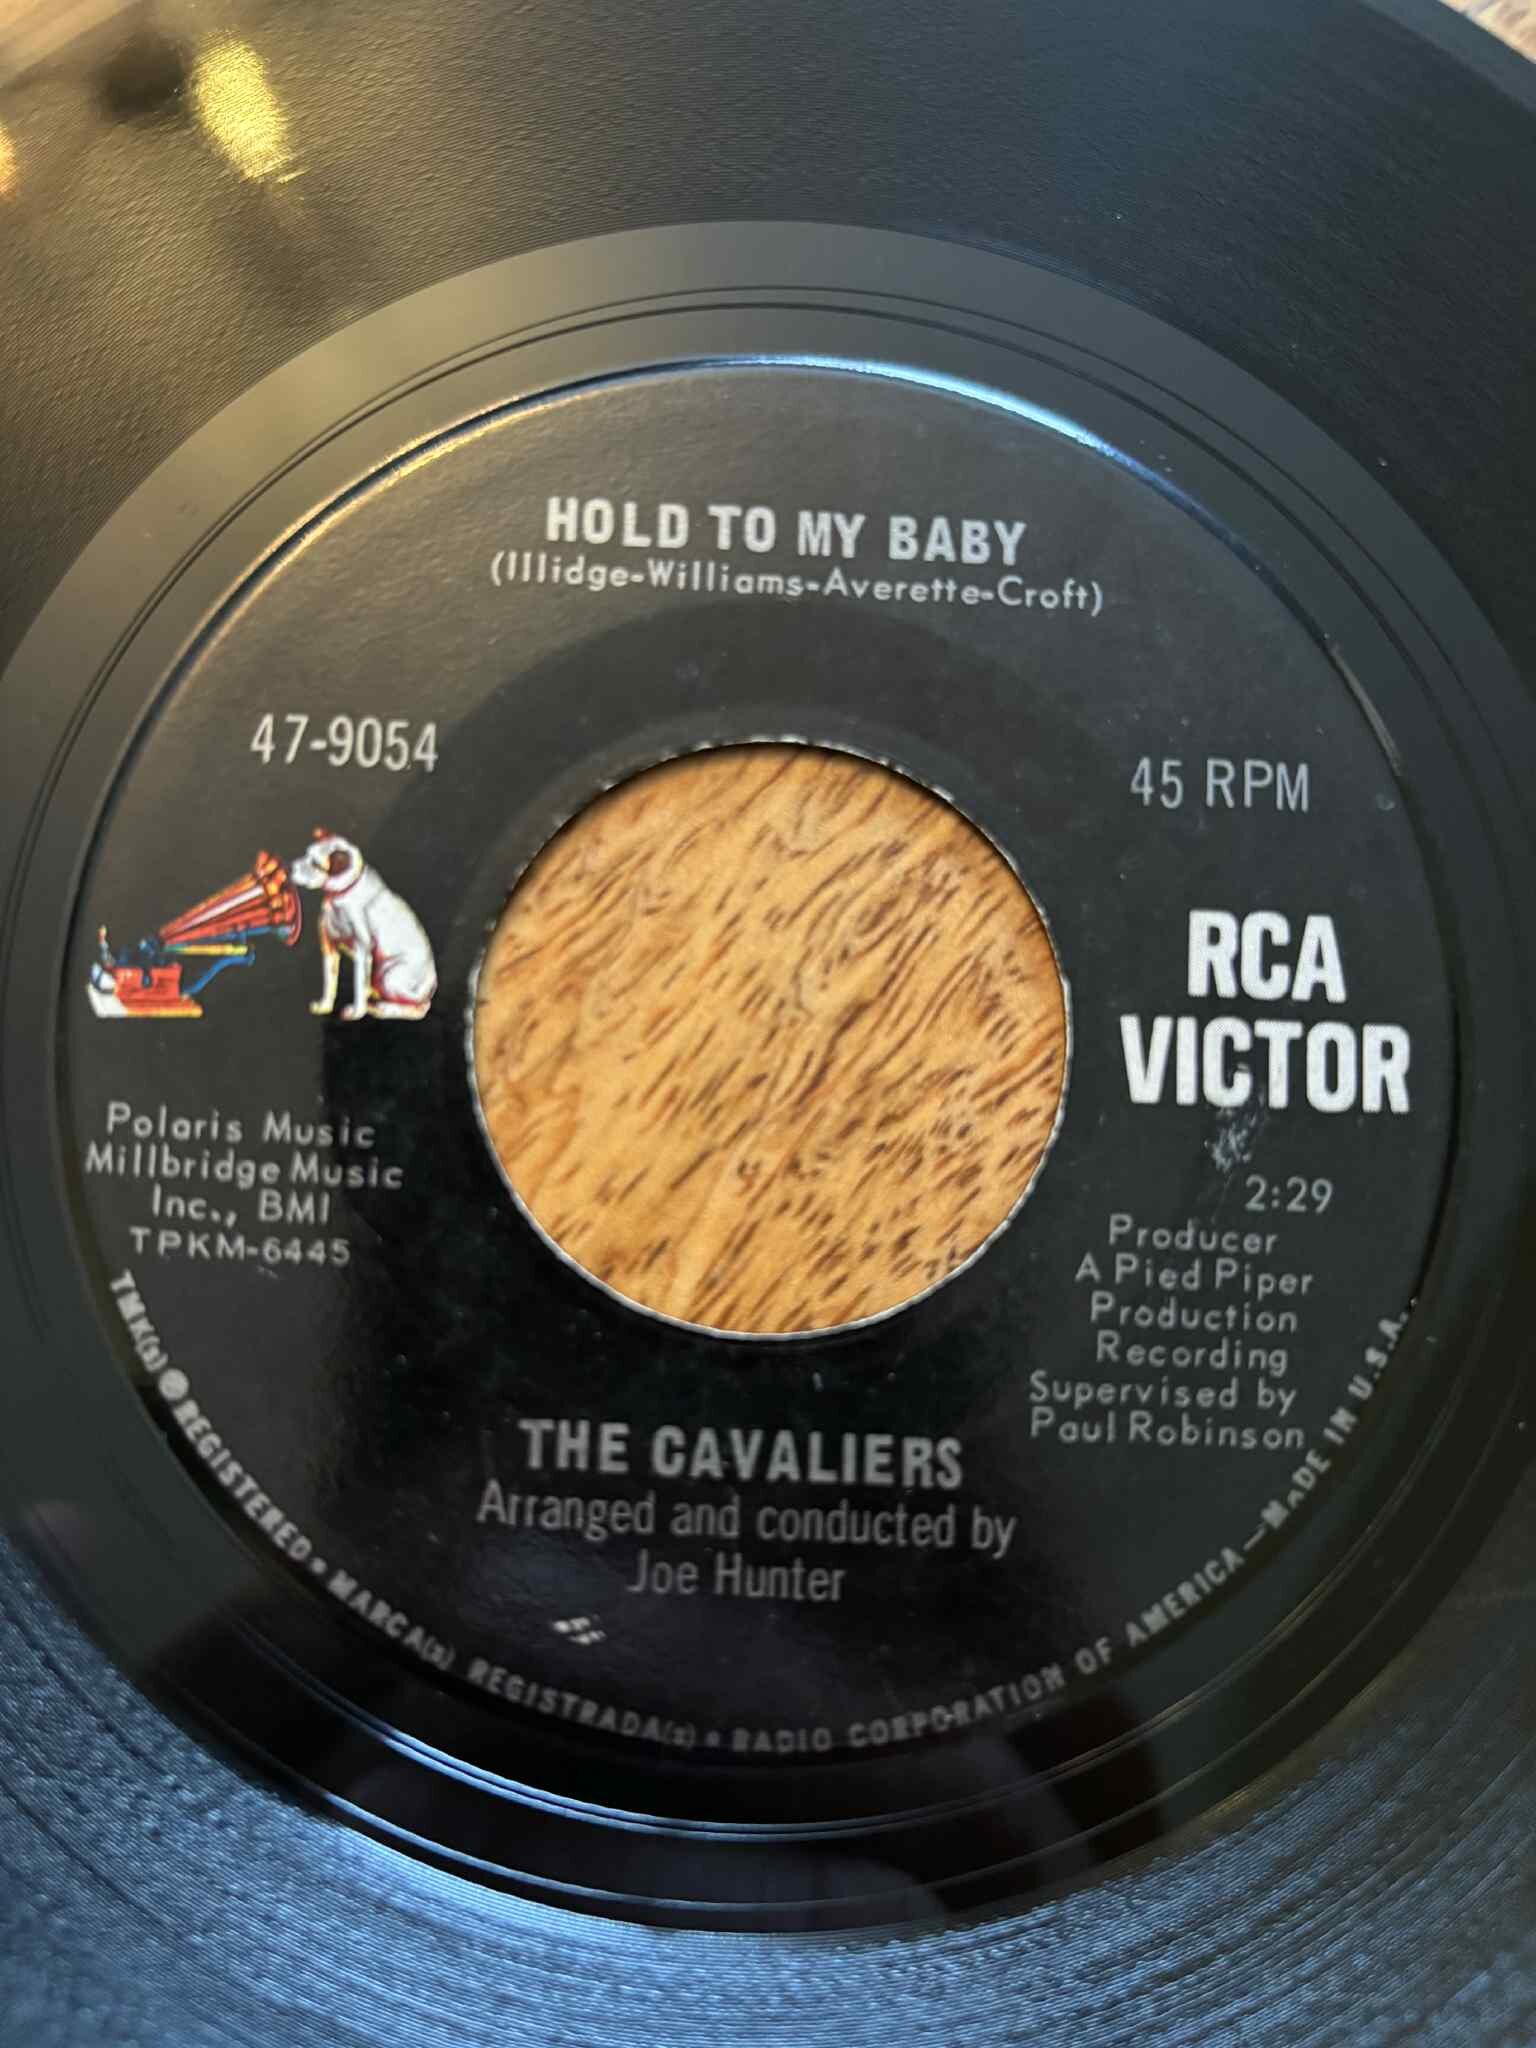 HOLD TO MY BABY
(Illidge-Williams-Averette-Croft)
47-9054
45 RPM
RCA
VICTOR
Polaris Music
Millbridge Music
Inc., BMI
TPKM-6445
2:29
Producer
A Pied Piper
Production
Recording
Supervised by
Paul Robinson
THE CAVALIERS
Arranged and conducted by
Joe Hunter
TMK(s) ® REGISTERED • MARCA(s) REGISTRADA(s) • RADIO CORPORATION OF AMERICA—MADE IN U.S.A.